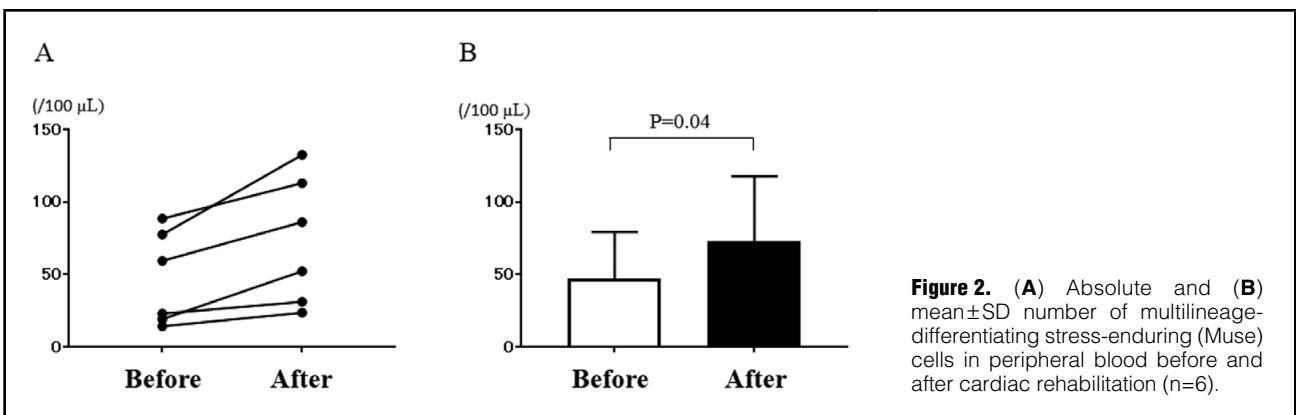 A
(/100 μL)
150
100
50
0
Before After
B
(/100 μL)
150
100
50
0
P=0.04
Before After
Figure 2. (A) Absolute and (B)
mean±SD number of multilineage-
differentiating stress-enduring (Muse)
cells in peripheral blood before and
after cardiac rehabilitation (n=6).